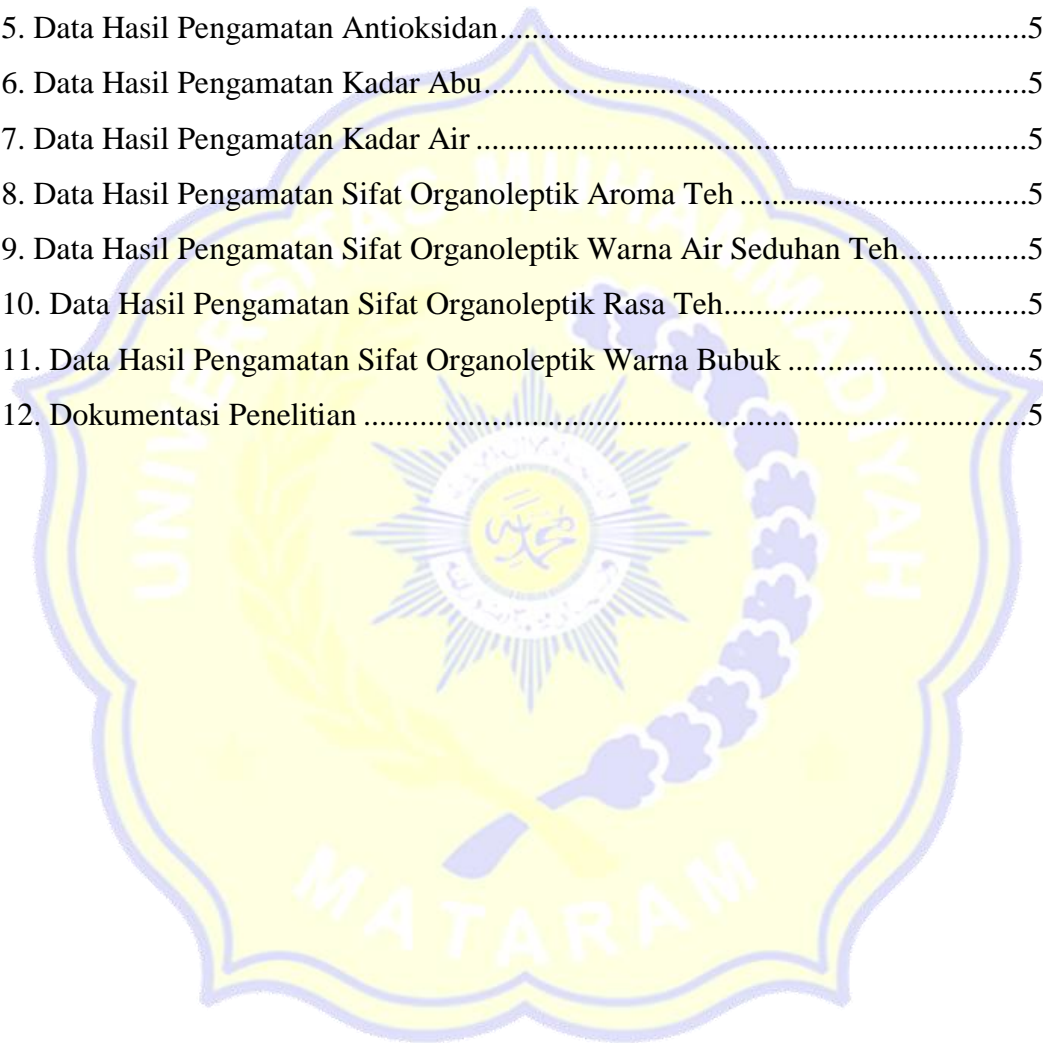 5. Data Hasil Pengamatan Antioksidan..................................................................5
6. Data Hasil Pengamatan Kadar Abu....................................................................5
7. Data Hasil Pengamatan Kadar Air .....................................................................5
8. Data Hasil Pengamatan Sifat Organoleptik Aroma Teh ....................................5
9. Data Hasil Pengamatan Sifat Organoleptik Warna Air Seduhan Teh................5
10. Data Hasil Pengamatan Sifat Organoleptik Rasa Teh......................................5
11. Data Hasil Pengamatan Sifat Organoleptik Warna Bubuk ..............................5
12. Dokumentasi Penelitian ...................................................................................5
UNIVERSITAS MUHAMMADIYAH
MATARAM